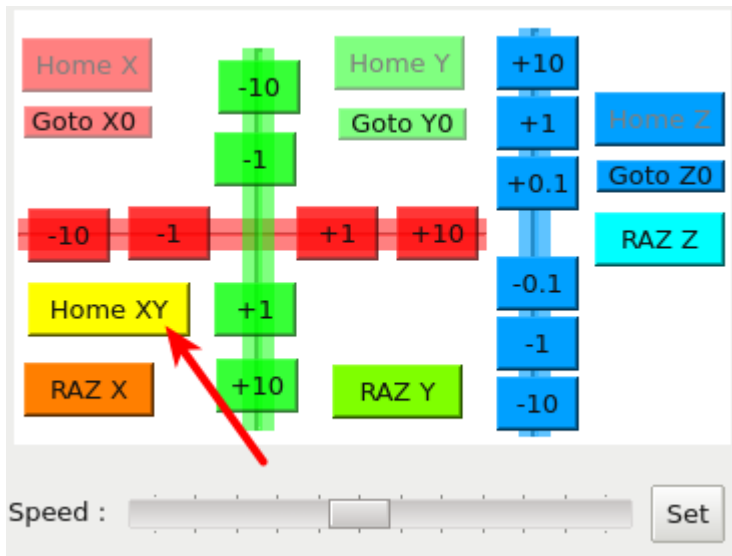 Home X
Home Y
+10
-10
Goto X0
Goto Y0
+1
Home Z
-1
+0.1
Goto Z0
-10
-1
+1
+10
RAZ Z
Home XY
+1
-0.1
-1
RAZ X
+10
RAZ Y
-10
Speed :
Set